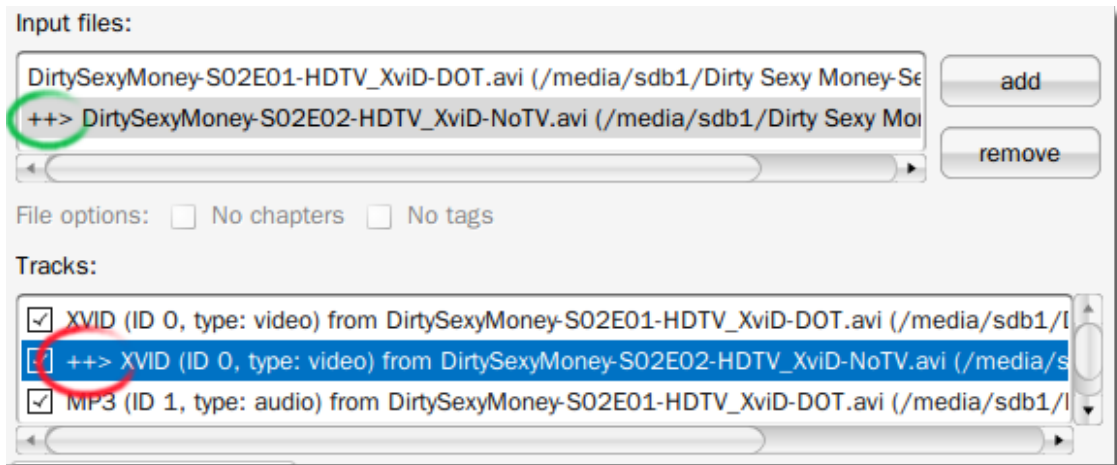 Input files:
DirtySexyMoney-S02E01-HDTV_XviD-DOT.avi (/media/sdb1/Dirty Sexy Money-Se
add
++> DirtySexyMoney-S02E02-HDTV_XviD-NoTV.avi (/media/sdb1/Dirty Sexy Mo
remove
File options: No chapters No tags
Tracks:
XVID (ID 0, type: video) from DirtySexyMoney-S02E01-HDTV_XviD-DOT.avi (/media/sdb1/
++> XVID (ID 0, type: video) from DirtySexyMoney-S02E02-HDTV_XviD-NoTV.avi (/media/s
MP3 (ID 1, type: audio) from DirtySexyMoney-S02E01-HDTV_XviD-DOT.avi (/media/sdb1/